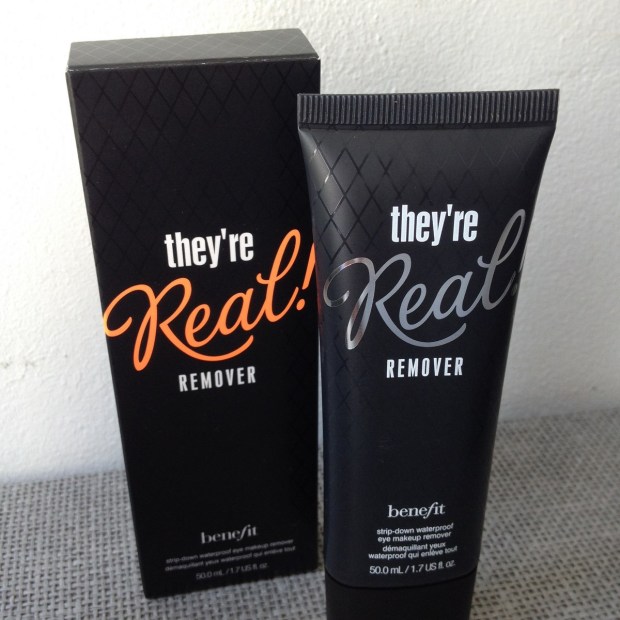 they're
Real!
REMOVER
benefit
strip-down waterproof eye makeup remover
démaquillant yeux waterproof qui enlève tout
50.0 mL / 1.7 US fl. oz.
they're
Real!
REMOVER
benefit
strip-down waterproof
eye makeup remover
démaquillant yeux
waterproof qui enlève tout
50.0 mL / 1.7 US fl. oz.